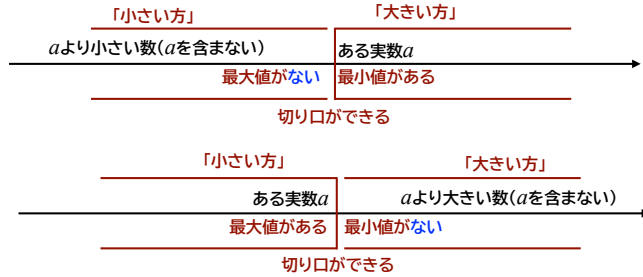 「小さい方」 「大きい方」
aより小さい数(aを含まない) ある実数a
最大値がない 最小値がある
切り口ができる
「小さい方」 「大きい方」
ある実数a aより大きい数(aを含まない)
最大値がある 最小値がない
切り口ができる